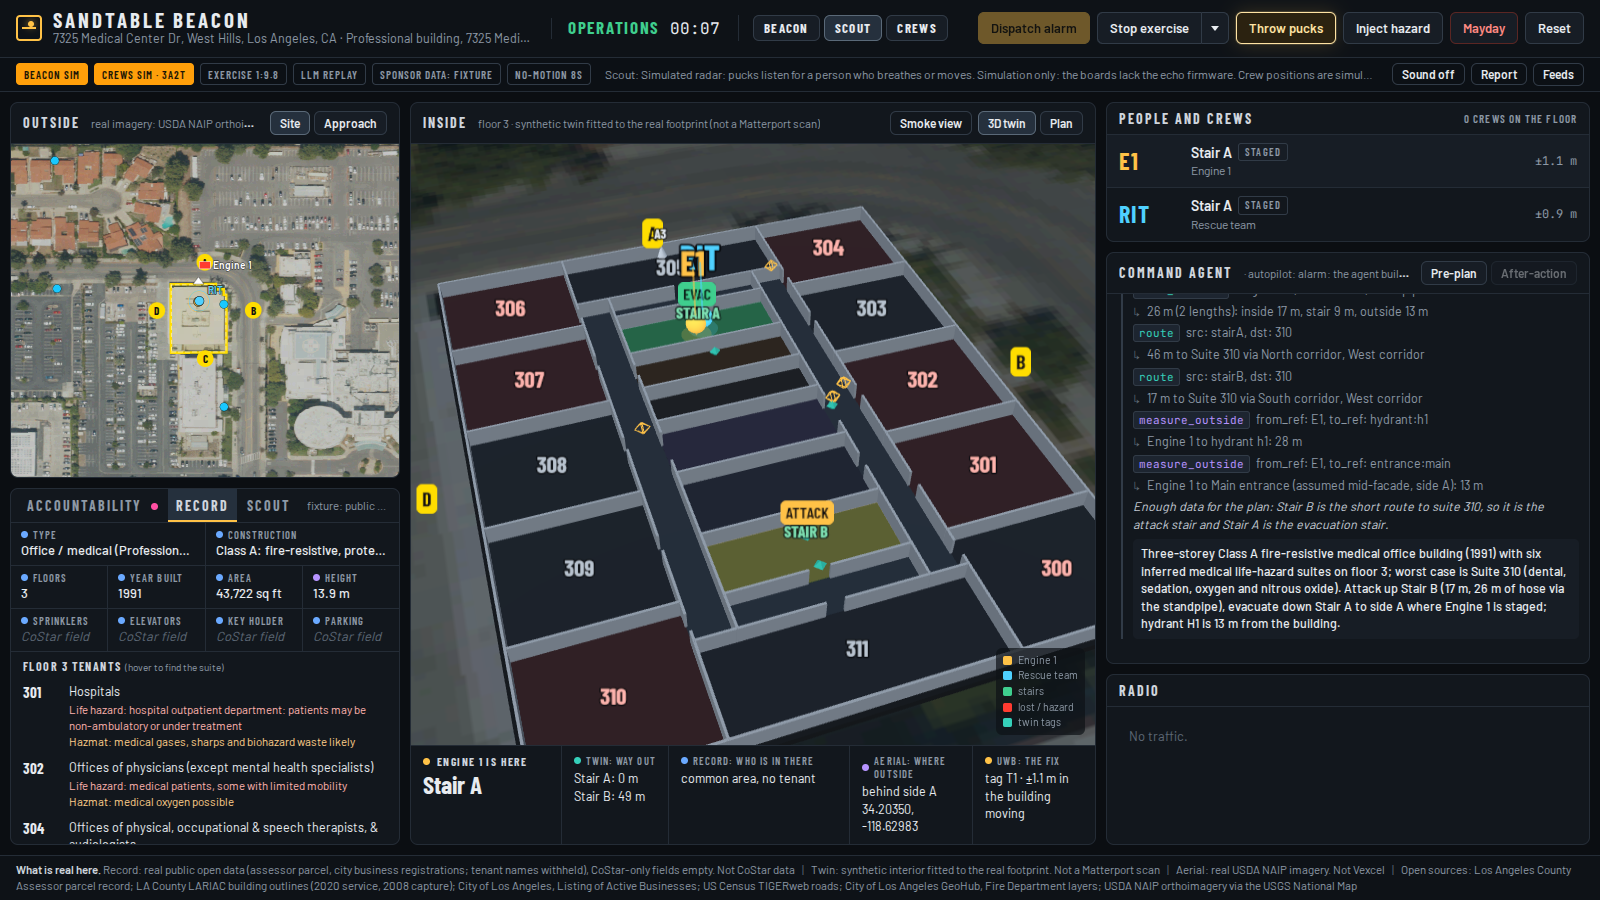 SANDTABLE BEACON
7325 Medical Center Dr, West Hills, Los Angeles, CA · Professional building, 7325 Medi...
OPERATIONS 00:07
BEACON SCOUT CREWS
Dispatch alarm Stop exercise Throw pucks Inject hazard Mayday Reset
BEACON SIM CREWS SIM · 3A2T EXERCISE 1:9.8 LLM REPLAY SPONSOR DATA: FIXTURE NO-MOTION 8S
Scout: Simulated radar: pucks listen for a person who breathes or moves. Simulation only: the boards lack the echo firmware. Crew positions are simul...
Sound off Report Feeds
OUTSIDE real imagery: USDA NAIP orthoi... Site Approach
Engine 1
D
B
C
ACCOUNTABILITY RECORD SCOUT fixture: public ...
TYPE
Office / medical (Profession...
CONSTRUCTION
Class A: fire-resistive, prote...
FLOORS
3
YEAR BUILT
1991
AREA
43,722 sq ft
HEIGHT
13.9 m
SPRINKLERS
CoStar field
ELEVATORS
CoStar field
KEY HOLDER
CoStar field
PARKING
CoStar field
FLOOR 3 TENANTS (hover to find the suite)
301 Hospitals
Life hazard: hospital outpatient department: patients may be
non-ambulatory or under treatment
Hazmat: medical gases, sharps and biohazard waste likely
302 Offices of physicians (except mental health specialists)
Life hazard: medical patients, some with limited mobility
Hazmat: medical oxygen possible
304 Offices of physical, occupational & speech therapists, &
audiologists
INSIDE floor 3 · synthetic twin fitted to the real footprint (not a Matterport scan)
Smoke view 3D twin Plan
A
A3
RIT
E1
304
306
EVAC
STAIR A
303
307
302
B
308
301
D
ATTACK
STAIR B
309
300
311
310
Engine 1
Rescue team
stairs
lost / hazard
twin tags
ENGINE 1 IS HERE
Stair A
TWIN: WAY OUT
Stair A: 0 m
Stair B: 49 m
RECORD: WHO IS IN THERE
common area, no tenant
AERIAL: WHERE
OUTSIDE
behind side A
34.20350,
-118.62983
UWB: THE FIX
tag T1 · ±1.1 m in
the building
moving
PEOPLE AND CREWS 0 CREWS ON THE FLOOR
E1 Stair A STAGED ±1.1 m
Engine 1
RIT Stair A STAGED ±0.9 m
Rescue team
COMMAND AGENT · autopilot: alarm: the agent buil... Pre-plan After-action
↳ 26 m (2 lengths): inside 17 m, stair 9 m, outside 13 m
route src: stairA, dst: 310
↳ 46 m to Suite 310 via North corridor, West corridor
route src: stairB, dst: 310
↳ 17 m to Suite 310 via South corridor, West corridor
measure_outside from_ref: E1, to_ref: hydrant:h1
↳ Engine 1 to hydrant h1: 28 m
measure_outside from_ref: E1, to_ref: entrance:main
↳ Engine 1 to Main entrance (assumed mid-facade, side A): 13 m
Enough data for the plan: Stair B is the short route to suite 310, so it is the
attack stair and Stair A is the evacuation stair.
Three-storey Class A fire-resistive medical office building (1991) with six
inferred medical life-hazard suites on floor 3; worst case is Suite 310 (dental,
sedation, oxygen and nitrous oxide). Attack up Stair B (17 m, 26 m of hose via
the standpipe), evacuate down Stair A to side A where Engine 1 is staged;
hydrant H1 is 13 m from the building.
RADIO
No traffic.
What is real here. Record: real public open data (assessor parcel, city business registrations; tenant names withheld), CoStar-only fields empty. Not CoStar data | Twin: synthetic interior fitted to the real footprint. Not a Matterport scan | Aerial: real USDA NAIP imagery. Not Vexcel | Open sources: Los Angeles County
Assessor parcel record; LA County LARIAC building outlines (2020 service, 2008 capture); City of Los Angeles, Listing of Active Businesses; US Census TIGERweb roads; City of Los Angeles GeoHub, Fire Department layers; USDA NAIP orthoimagery via the USGS National Map